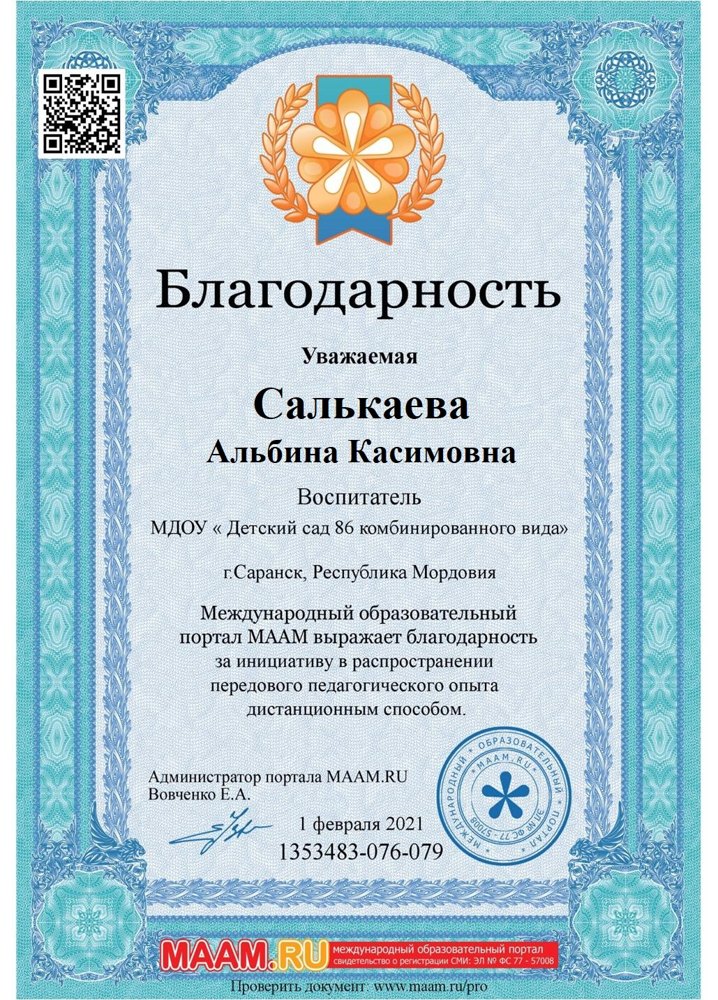 Благодарность
Уважаемая
Салькаева
Альбина Касимовна
Воспитатель
МДОУ « Детский сад 86 комбинированного вида»
г.Саранск, Республика Мордовия
Международный образовательный
портал МААМ выражает благодарность
за инициативу в распространении
передового педагогического опыта
дистанционным способом.
Администратор портала MAAM.RU
Вовченко Е.А.
1 февраля 2021
1353483-076-079
* МЕЖДУНАРОДНЫЙ * ОБРАЗОВАТЕЛЬНЫЙ * ПОРТАЛ *
* MAAM.RU *
ЭЛ № ФС 77 - 57008
MAAM.RU
международный образовательный портал
свидетельство о регистрации СМИ: ЭЛ № ФС 77 - 57008
Проверить документ: www.maam.ru/pro